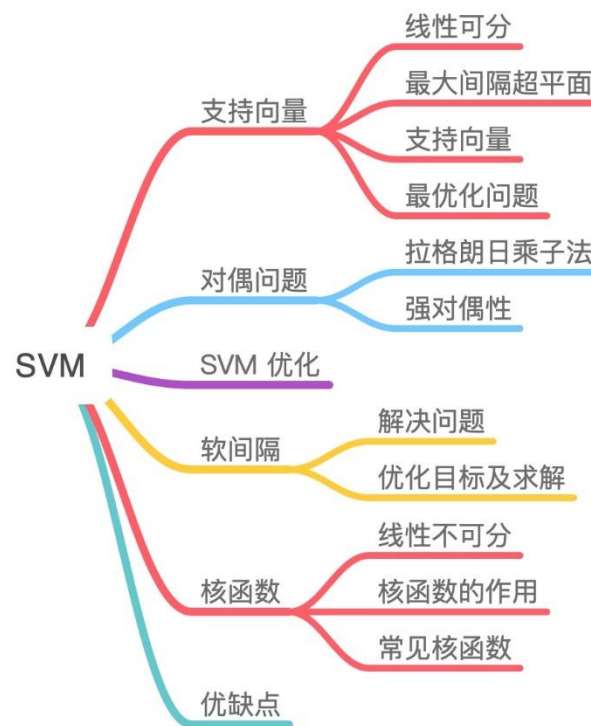 SVM
支持向量
线性可分
最大间隔超平面
支持向量
最优化问题
对偶问题
拉格朗日乘子法
强对偶性
SVM 优化
软间隔
解决问题
优化目标及求解
核函数
线性不可分
核函数的作用
常见核函数
优缺点